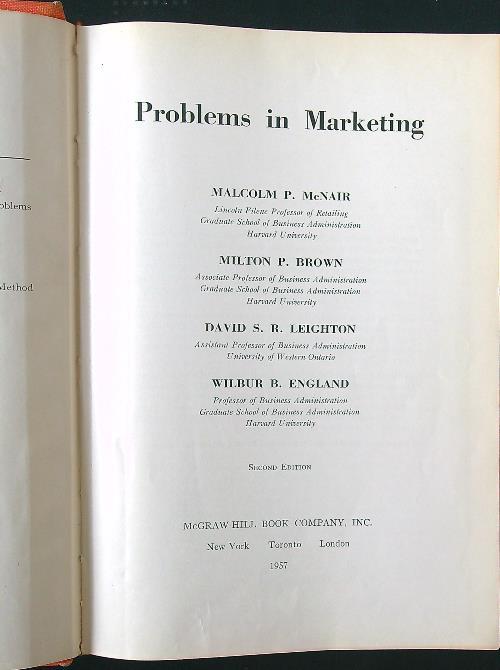 oblems
Method
Problems in Marketing
MALCOLM P. McNAIR
Lincoln Filene Professor of Retailing
Graduate School of Business Administration
Harvard University
MILTON P. BROWN
Associate Professor of Business Administration
Graduate School of Business Administration
Harvard University
DAVID S. R. LEIGHTON
Assistant Professor of Business Administration
University of Western Ontario
WILBUR B. ENGLAND
Professor of Business Administration
Graduate School of Business Administration
Harvard University
SECOND EDITION
McGRAW-HILL BOOK COMPANY, INC.
New York Toronto London
1957